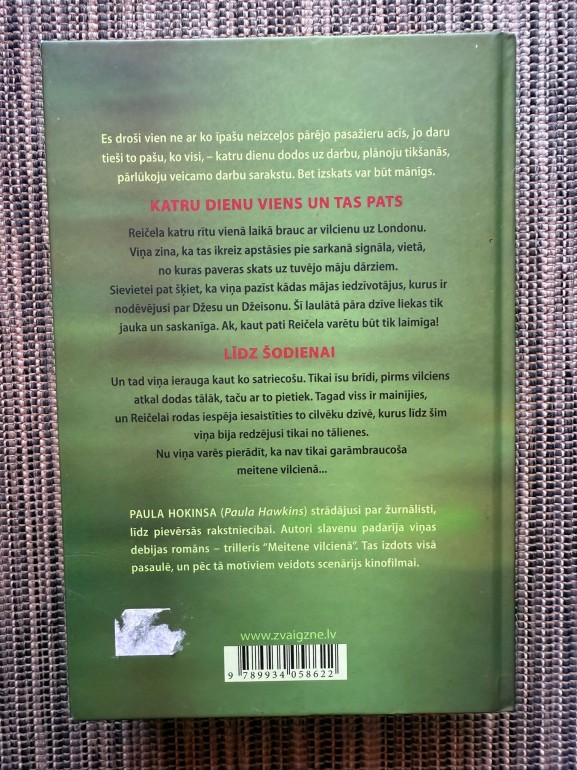 Es droši vien ne ar ko īpašu neizceļos pārējo pasažieru acīs, jo daru
tieši to pašu, ko visi, – katru dienu dodos uz darbu, plānoju tikšanās,
pārlūkoju veicamo darbu sarakstu. Bet izskats var būt mānīgs.
KATRU DIENU VIENS UN TAS PATS
Reičela katru rītu vienā laikā brauc ar vilcienu uz Londonu.
Viņa zina, ka tas ikreiz apstāsies pie sarkanā signāla, vietā,
no kuras paveras skats uz tuvējo māju dārziem.
Sievietei pat šķiet, ka viņa pazīst kādas mājas iedzīvotājus, kurus ir
nodēvējusi par Džesu un Džeisonu. Šī laulātā pāra dzīve liekas tik
jauka un saskanīga. Ak, kaut pati Reičela varētu būt tik laimīga!
LĪDZ ŠODIENAI
Un tad viņa ierauga kaut ko satriecošu. Tikai īsu brīdi, pirms vilciens
atkal dodas tālāk, taču ar to pietiek. Tagad viss ir mainījies,
un Reičelai rodas iespēja iesaistīties to cilvēku dzīvē, kurus līdz šim
viņa bija redzējusi tikai no tālienes.
Nu viņa varēs pierādīt, ka nav tikai garāmbraucoša
meitene vilcienā...
PAULA HOKINSA (Paula Hawkins) strādājusi par žurnālisti,
līdz pievērsās rakstniecībai. Autori slavenu padarīja viņas
debijas romāns – trilleris “Meitene vilcienā”. Tas izdots visā
pasaulē, un pēc tā motīviem veidots scenārijs kinofilmai.
www.zvaigzne.lv
9 789934 058622